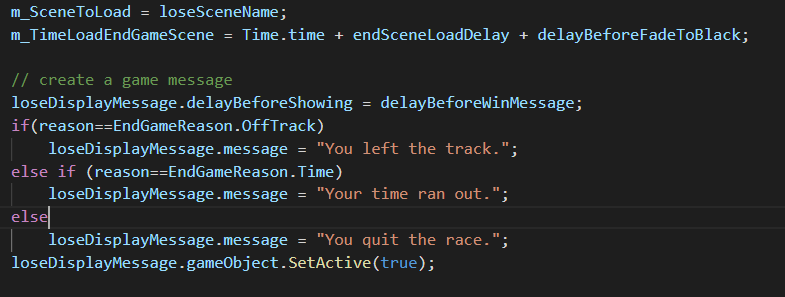 m_SceneToLoad = loseSceneName;
m_TimeLoadEndGameScene = Time.time + endSceneLoadDelay + delayBeforeFadeToBlack;
// create a game message
loseDisplayMessage.delayBeforeShowing = delayBeforeWinMessage;
if(reason==EndGameReason.OffTrack)
loseDisplayMessage.message = "You left the track.";
else if (reason==EndGameReason.Time)
loseDisplayMessage.message = "Your time ran out.";
else
loseDisplayMessage.message = "You quit the race.";
loseDisplayMessage.gameObject.SetActive(true);